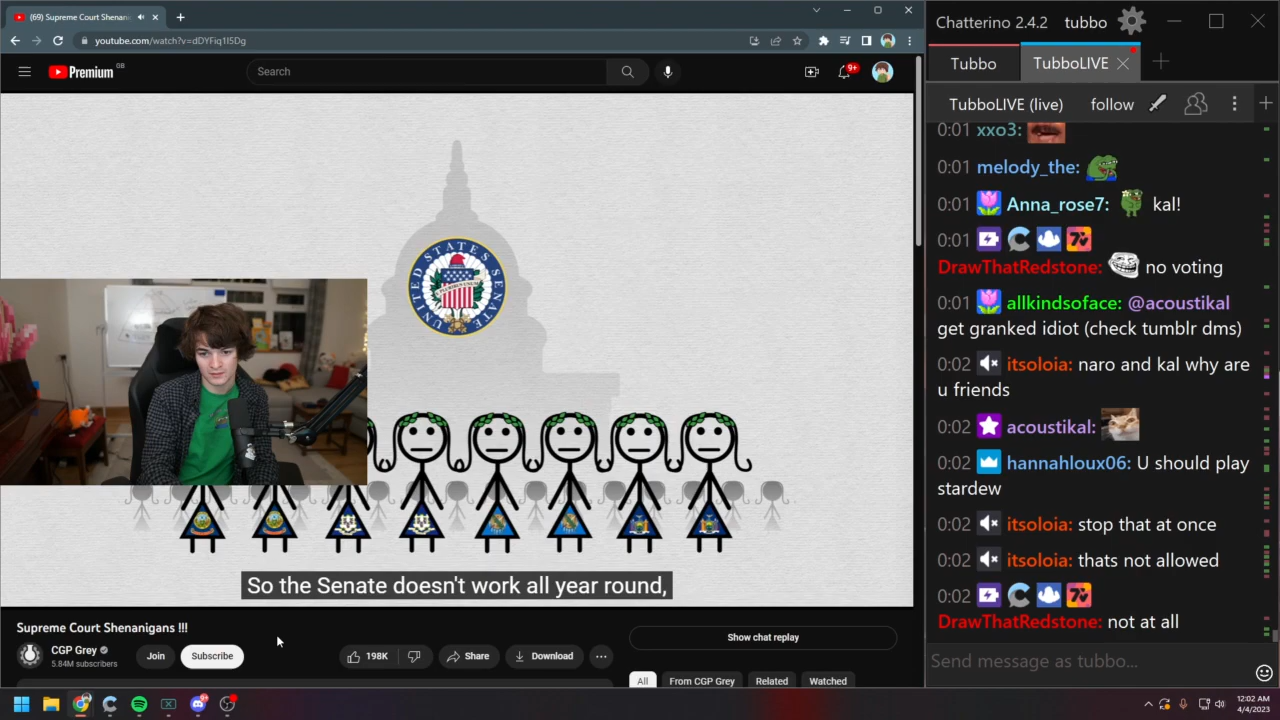 (69) Supreme Court Shenan
youtube.com/watch?v=dDYFiq1I5Dg
Premium
GB
Search
9+
UNITED STATES SENATE
So the Senate doesn't work all year round,
Supreme Court Shenanigans !!!
CGP Grey
5.84M subscribers
Join
Subscribe
198K
Share
Download
Show chat replay
All
From CGP Grey
Related
Watched
Chatterino 2.4.2
tubbo
Tubbo
TubboLIVE
TubboLIVE (live)
follow
0:01 xxo3:
0:01 melody_the:
0:01 Anna_rose7: kal!
0:01
DrawThatRedstone: no voting
0:01 allkindsoface: @acoustikal
get granked idiot (check tumblr dms)
0:02 itsoloia: naro and kal why are
u friends
0:02 acoustikal:
0:02 hannahloux06: U should play
stardew
0:02 itsoloia: stop that at once
0:02 itsoloia: thats not allowed
0:02
DrawThatRedstone: not at all
Send message as tubbo...
12:02 AM
4/4/2023